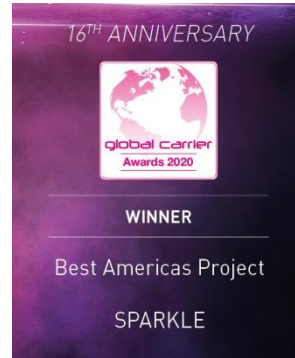 16TH ANNIVERSARY
global carrier
Awards 2020
WINNER
Best Americas Project
SPARKLE